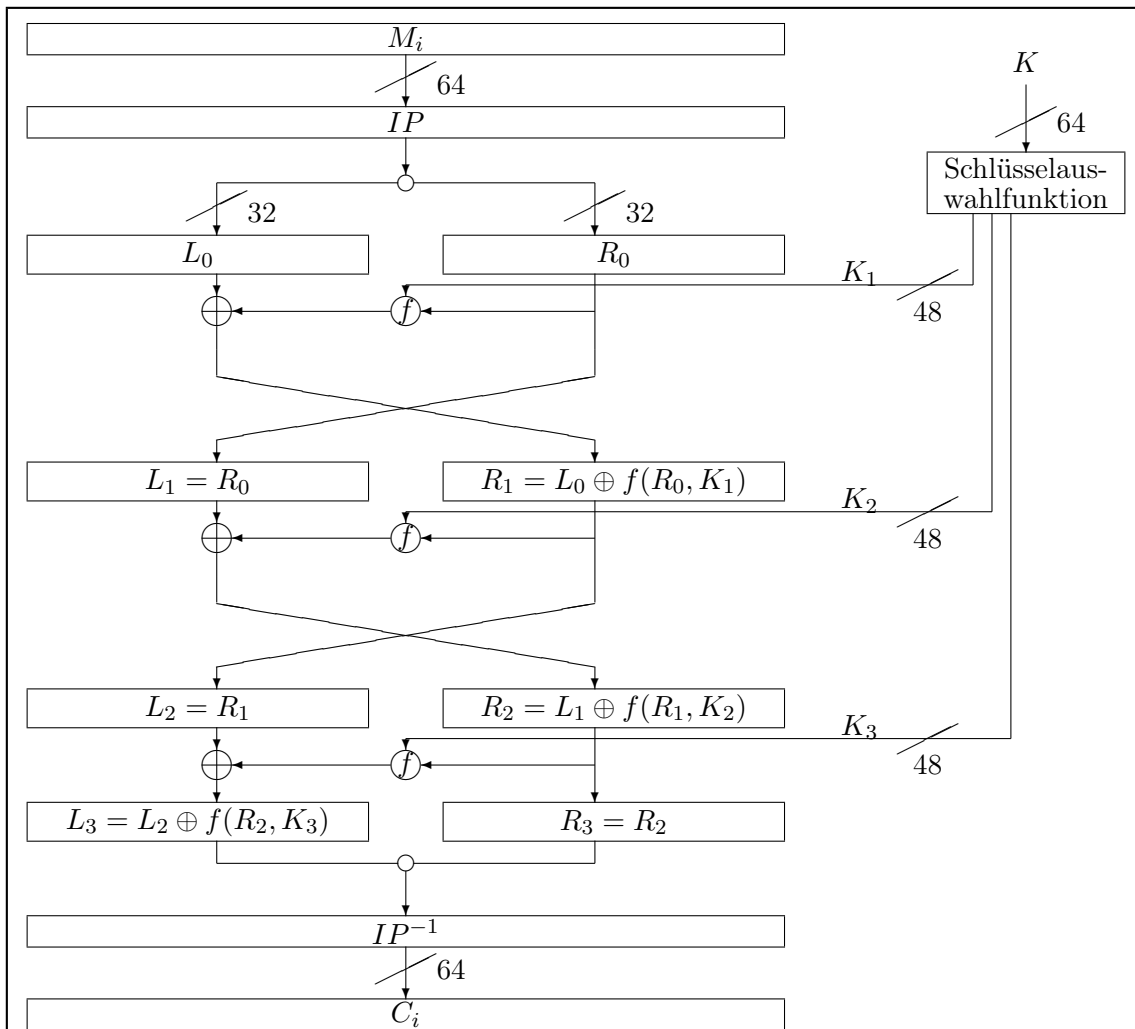 M_i
64
K
IP
64
Schlüsselaus-
wahlfunktion
32
32
L_0
R_0
K_1
48
f
L_1 = R_0
R_1 = L_0 ⊕ f(R_0, K_1)
K_2
48
f
L_2 = R_1
R_2 = L_1 ⊕ f(R_1, K_2)
K_3
48
f
L_3 = L_2 ⊕ f(R_2, K_3)
R_3 = R_2
IP^{-1}
64
C_i